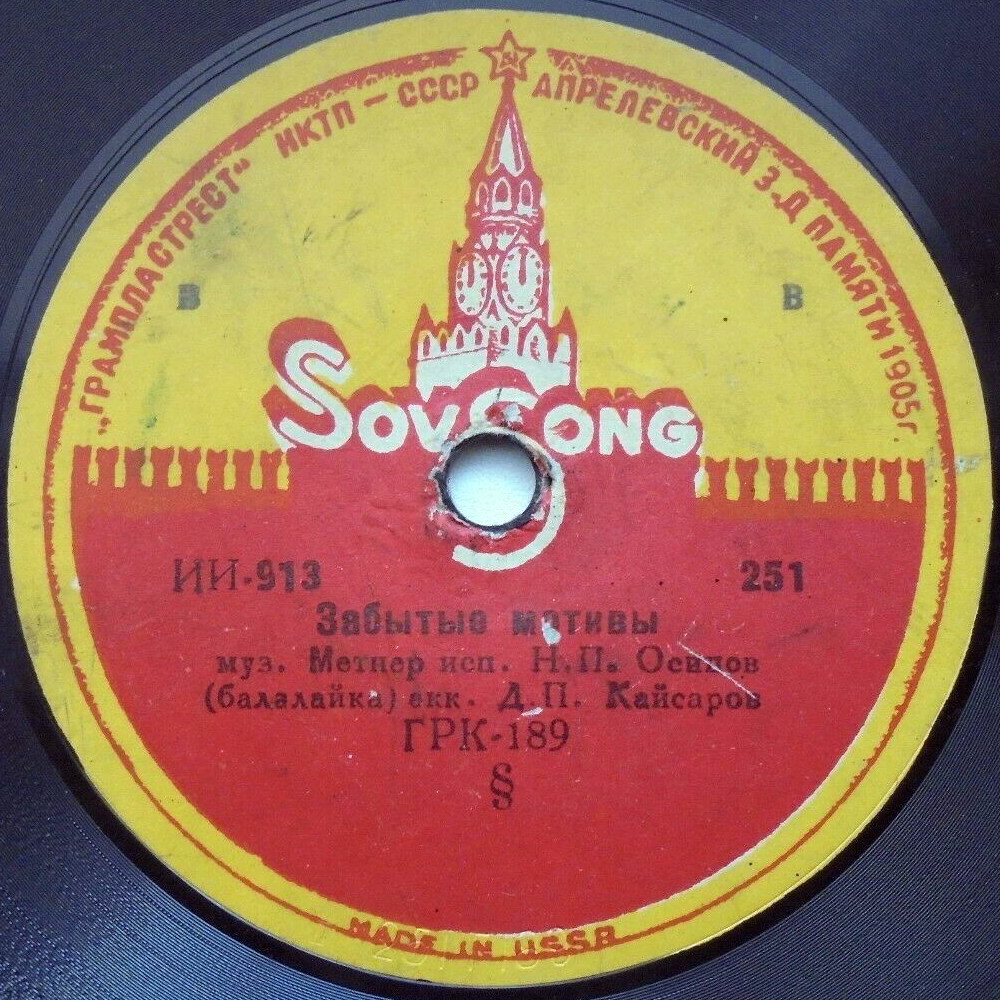 „ГРАМПЛАСТРЕСТ“ НКТП – СССР АПРЕЛЕВСКИЙ З-Д ПАМЯТИ 1905 г.
В В
SovSong
ИИ-913 251
Забытые мотивы
муз. Метнер исп. Н.П. Осипов
(балалайка) акк. Д.П. Кайсаров
ГРК-189
§
MADE IN USSR